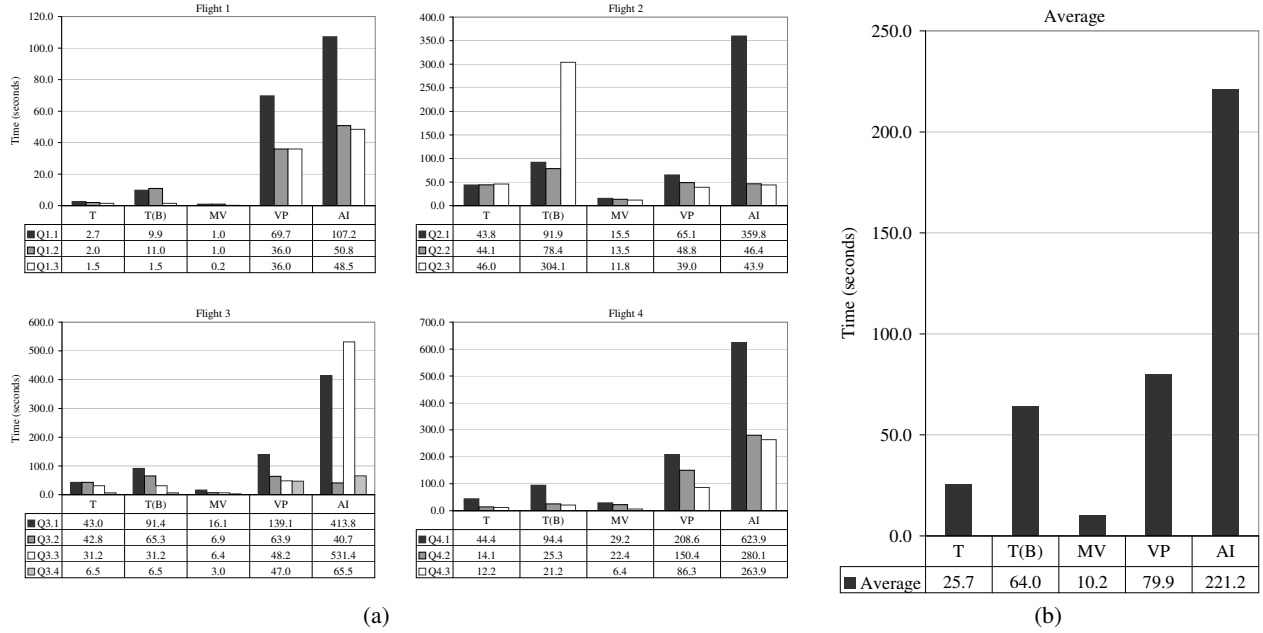 Flight 1
120.0
100.0
80.0
60.0
40.0
20.0
0.0
Time (seconds)
T T(B) MV VP AI
Q1.1 2.7 9.9 1.0 69.7 107.2
Q1.2 2.0 11.0 1.0 36.0 50.8
Q1.3 1.5 1.5 0.2 36.0 48.5
Flight 2
400.0
350.0
300.0
250.0
200.0
150.0
100.0
50.0
0.0
T T(B) MV VP AI
Q2.1 43.8 91.9 15.5 65.1 359.8
Q2.2 44.1 78.4 13.5 48.8 46.4
Q2.3 46.0 304.1 11.8 39.0 43.9
Flight 3
600.0
500.0
400.0
300.0
200.0
100.0
0.0
Time (seconds)
T T(B) MV VP AI
Q3.1 43.0 91.4 16.1 139.1 413.8
Q3.2 42.8 65.3 6.9 63.9 40.7
Q3.3 31.2 31.2 6.4 48.2 531.4
Q3.4 6.5 6.5 3.0 47.0 65.5
Flight 4
700.0
600.0
500.0
400.0
300.0
200.0
100.0
0.0
T T(B) MV VP AI
Q4.1 44.4 94.4 29.2 208.6 623.9
Q4.2 14.1 25.3 22.4 150.4 280.1
Q4.3 12.2 21.2 6.4 86.3 263.9
(a)
Average
250.0
200.0
150.0
100.0
50.0
0.0
Time (seconds)
T T(B) MV VP AI
Average 25.7 64.0 10.2 79.9 221.2
(b)